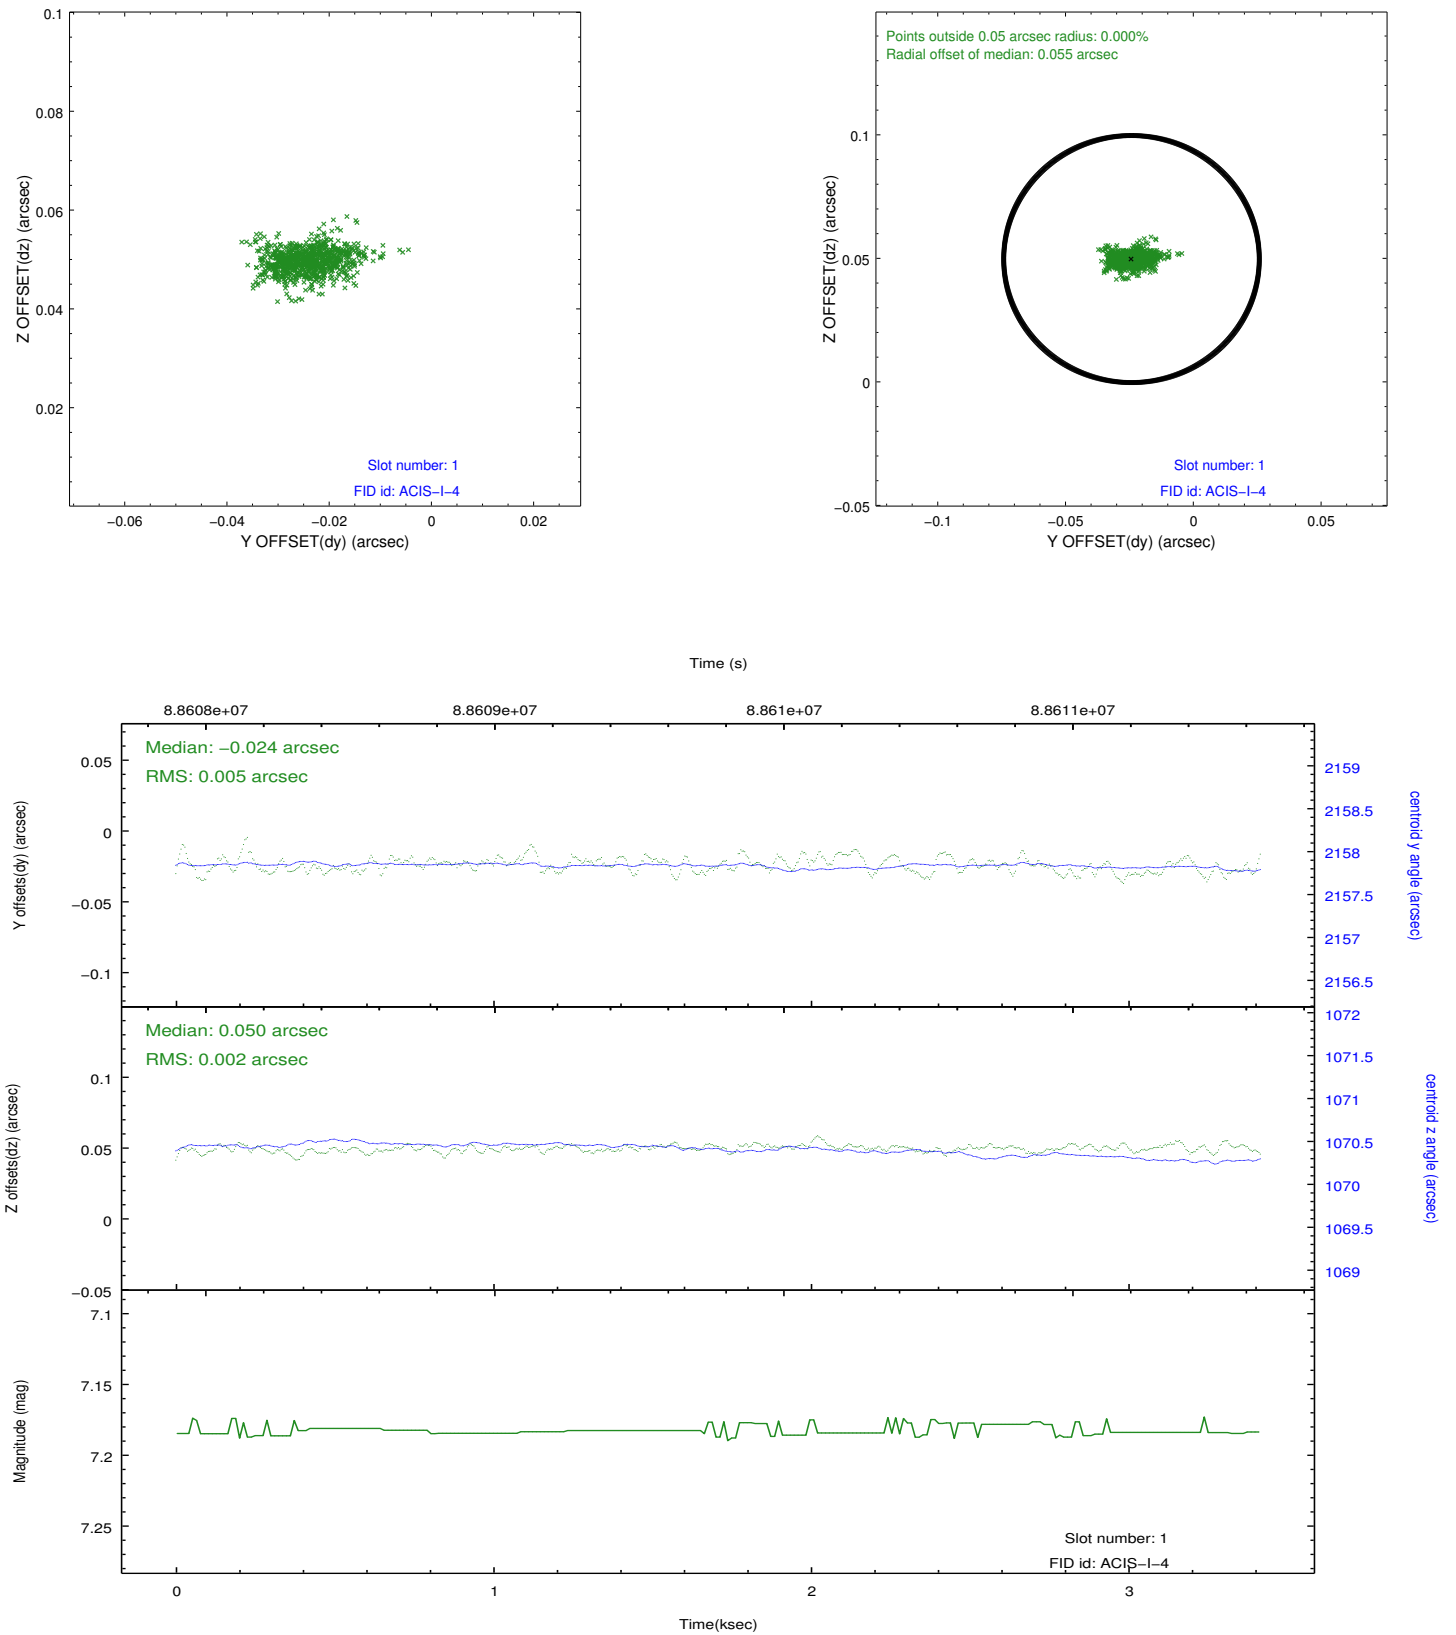 0.1
0.08
0.06
0.04
0.02
Z OFFSET(dz) (arcsec)
Slot number: 1
FID id: ACIS−I−4
−0.06 −0.04 −0.02 0 0.02
Y OFFSET(dy) (arcsec)
Points outside 0.05 arcsec radius: 0.000%
Radial offset of median: 0.055 arcsec
0.1
0.05
0
−0.05
Z OFFSET(dz) (arcsec)
Slot number: 1
FID id: ACIS−I−4
−0.1 −0.05 0 0.05
Y OFFSET(dy) (arcsec)
Time (s)
8.8608e+07 8.8609e+07 8.861e+07 8.8611e+07
Median: −0.024 arcsec
RMS: 0.005 arcsec
0.05
0
−0.05
−0.1
Y offsets(dy) (arcsec)
2159
2158.5
2158
2157.5
2157
2156.5
centroid y angle (arcsec)
Median: 0.050 arcsec
RMS: 0.002 arcsec
0.1
0.05
0
−0.05
Z offsets(dz) (arcsec)
1072
1071.5
1071
1070.5
1070
1069.5
1069
centroid z angle (arcsec)
7.1
7.15
7.2
7.25
Magnitude (mag)
Slot number: 1
FID id: ACIS−I−4
0 1 2 3
Time(ksec)